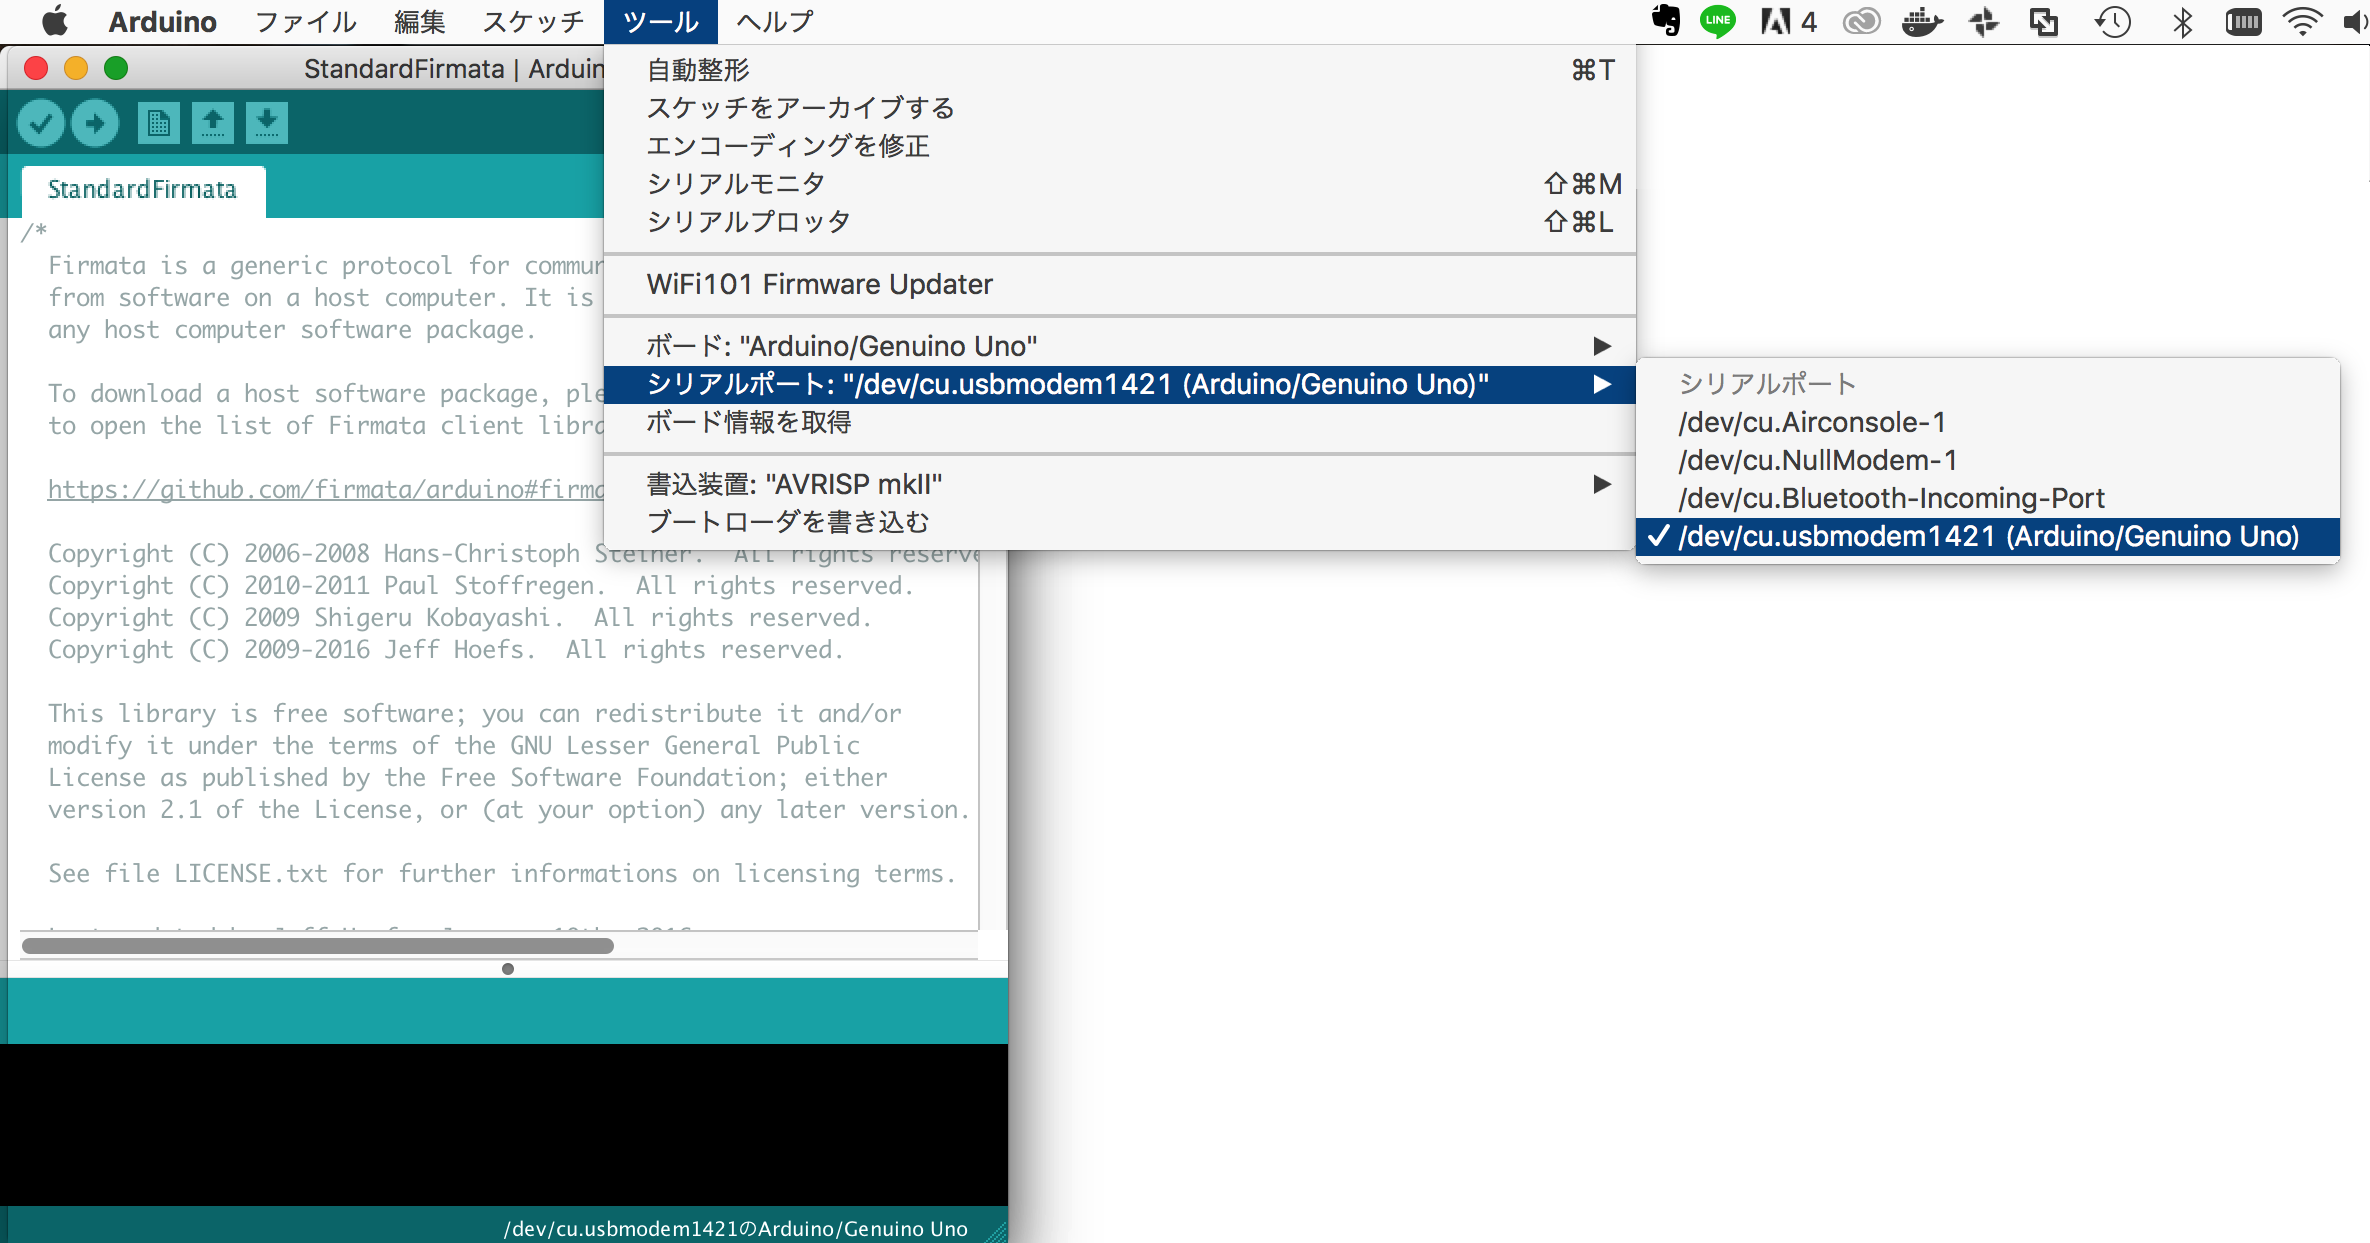 Arduino ファイル 編集 スケッチ ツール ヘルプ
LINE
4
StandardFirmata | Arduin
StandardFirmata
/*
Firmata is a generic protocol for commun
from software on a host computer. It is
any host computer software package.
To download a host software package, ple
to open the list of Firmata client libra
https://github.com/firmata/arduino#firma
Copyright (C) 2006-2008 Hans-Christoph Steiner.  All rights reserve
Copyright (C) 2010-2011 Paul Stoffregen.  All rights reserved.
Copyright (C) 2009 Shigeru Kobayashi.  All rights reserved.
Copyright (C) 2009-2016 Jeff Hoefs.  All rights reserved.
This library is free software; you can redistribute it and/or
modify it under the terms of the GNU Lesser General Public
License as published by the Free Software Foundation; either
version 2.1 of the License, or (at your option) any later version.
See file LICENSE.txt for further informations on licensing terms.
自動整形 ⌘T
スケッチをアーカイブする
エンコーディングを修正
シリアルモニタ ⇧⌘M
シリアルプロッタ ⇧⌘L
WiFi101 Firmware Updater
ボード: "Arduino/Genuino Uno"
シリアルポート: "/dev/cu.usbmodem1421 (Arduino/Genuino Uno)"
ボード情報を取得
書込装置: "AVRISP mkII"
ブートローダを書き込む
シリアルポート
/dev/cu.Airconsole-1
/dev/cu.NullModem-1
/dev/cu.Bluetooth-Incoming-Port
✓ /dev/cu.usbmodem1421 (Arduino/Genuino Uno)
/dev/cu.usbmodem1421のArduino/Genuino Uno